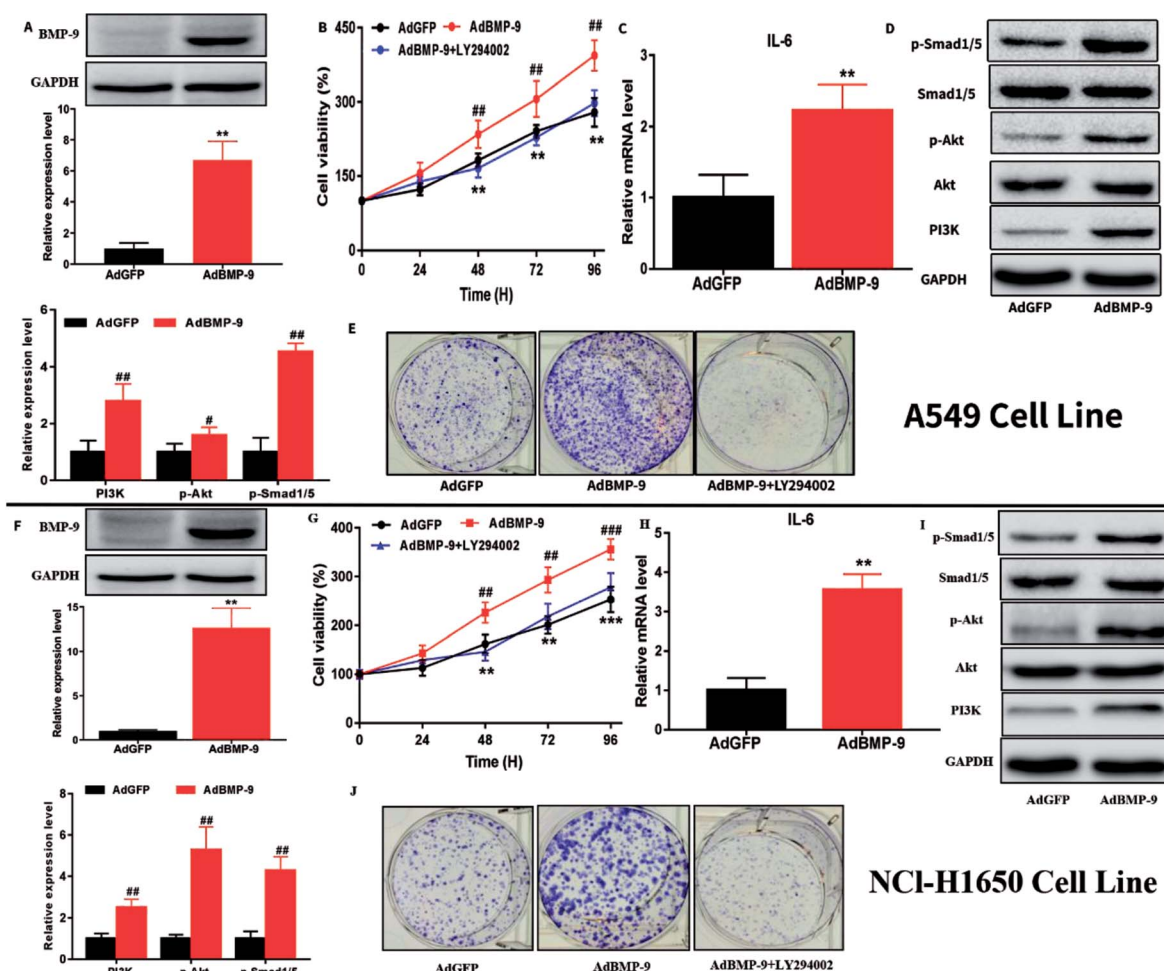 A
BMP-9
GAPDH
Relative expression level
10
8
6
4
2
0
**
AdGFP
AdBMP-9
B
AdGFP
AdBMP-9
AdBMP-9+LY294002
Cell viability (%)
450
300
150
0
##
##
##
**
**
**
0
24
48
72
96
Time (H)
C
IL-6
Relative mRNA level
3
2
1
0
**
AdGFP
AdBMP-9
D
p-Smad1/5
Smad1/5
p-Akt
Akt
PI3K
GAPDH
AdGFP
AdBMP-9
AdGFP
AdBMP-9
Relative expression level
6
4
2
0
##
#
##
PI3K
p-Akt
p-Smad1/5
E
AdGFP
AdBMP-9
AdBMP-9+LY294002
A549 Cell Line
F
BMP-9
GAPDH
Relative expression level
15
12
9
6
3
0
**
AdGFP
AdBMP-9
G
AdGFP
AdBMP-9
AdBMP-9+LY294002
Cell viability (%)
400
300
200
100
0
##
##
###
**
**
***
0
24
48
72
96
Time (H)
H
IL-6
Relative mRNA level
5
4
3
2
1
0
**
AdGFP
AdBMP-9
I
p-Smad1/5
Smad1/5
p-Akt
Akt
PI3K
GAPDH
AdGFP
AdBMP-9
AdGFP
AdBMP-9
Relative expression level
8
6
4
2
0
##
##
##
PI3K
p-Akt
p-Smad1/5
J
AdGFP
AdBMP-9
AdBMP-9+LY294002
NCl-H1650 Cell Line